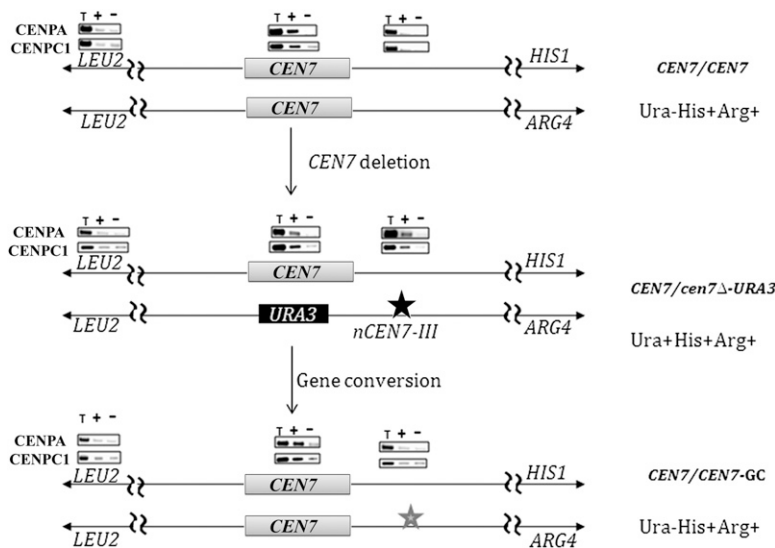 T + − T + − T + −
CENPA
CENPC1
LEU2 CEN7 HIS1 CEN7/CEN7
LEU2 CEN7 ARG4 Ura-His+Arg+
CEN7 deletion
T + − T + − T + −
CENPA
CENPC1
LEU2 CEN7 HIS1 CEN7/cen7Δ-URA3
LEU2 URA3 nCEN7-III ARG4 Ura+His+Arg+
Gene conversion
T + − T + − T + −
CENPA
CENPC1
LEU2 CEN7 HIS1 CEN7/CEN7-GC
LEU2 CEN7 ARG4 Ura-His+Arg+